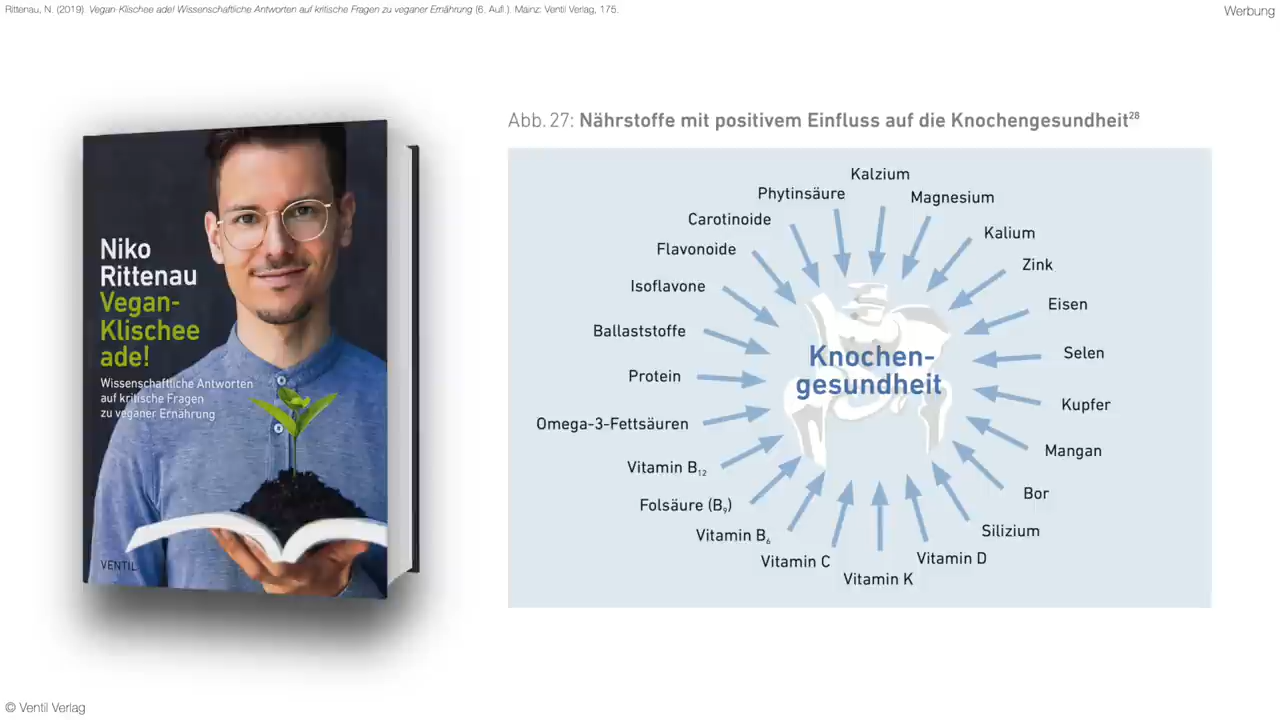 Rittenau, N. (2019). Vegan-Klischee ade! Wissenschaftliche Antworten auf kritische Fragen zu veganer Ernährung (6. Aufl.). Mainz: Ventil Verlag, 175.
Werbung
Niko
Rittenau
Vegan-
Klischee
ade!
Wissenschaftliche Antworten
auf kritische Fragen
zu veganer Ernährung
VENTIL
Abb. 27: Nährstoffe mit positivem Einfluss auf die Knochengesundheit²⁸
Kalzium
Magnesium
Kalium
Zink
Eisen
Selen
Kupfer
Mangan
Bor
Silizium
Vitamin D
Vitamin K
Vitamin C
Vitamin B₆
Folsäure (B₉)
Vitamin B₁₂
Omega-3-Fettsäuren
Protein
Ballaststoffe
Isoflavone
Flavonoide
Carotinoide
Phytinsäure
Knochen-
gesundheit
© Ventil Verlag